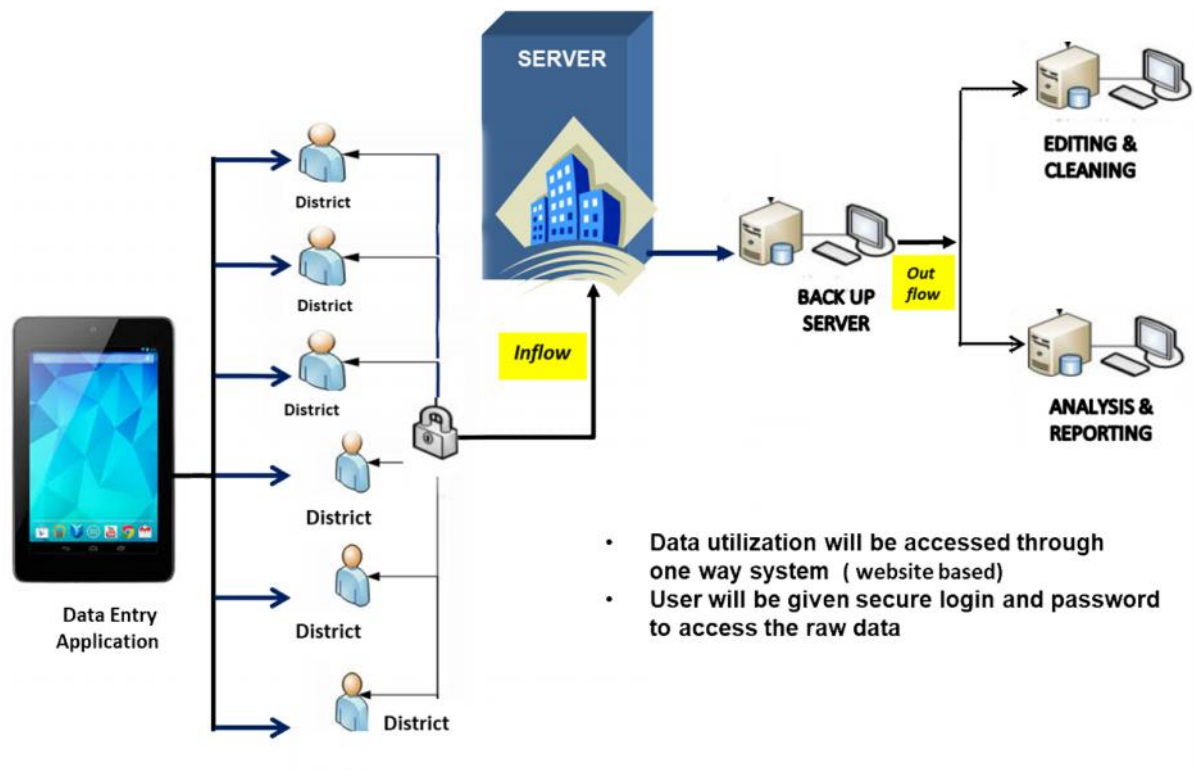 SERVER
District
District
District
District
District
District
Data Entry
Application
Inflow
BACK UP
SERVER
Out
flow
EDITING &
CLEANING
ANALYSIS &
REPORTING
• Data utilization will be accessed through
one way system ( website based)
• User will be given secure login and password
to access the raw data